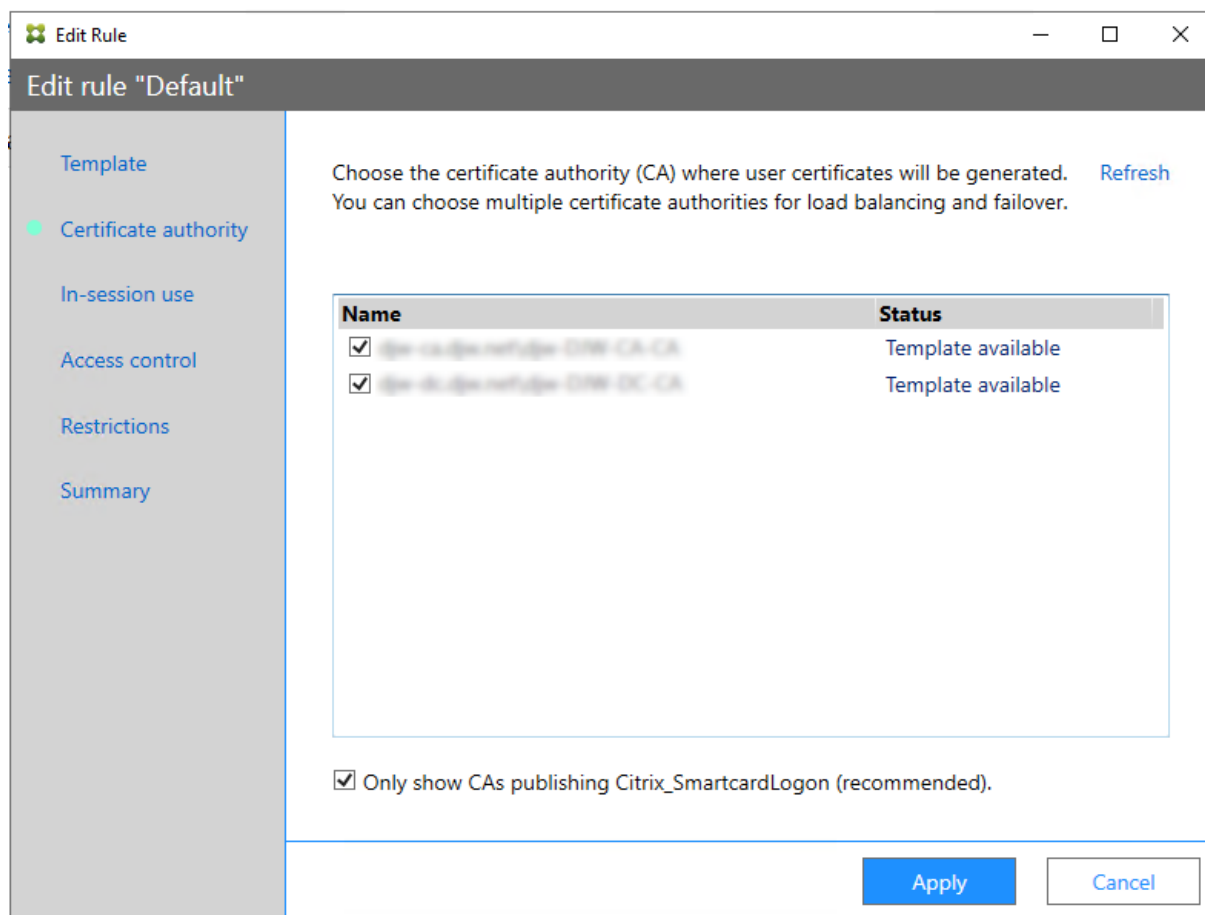 Edit Rule
Edit rule "Default"
Template
Certificate authority
In-session use
Access control
Restrictions
Summary
Choose the certificate authority (CA) where user certificates will be generated.
You can choose multiple certificate authorities for load balancing and failover.
Refresh
Name Status
Template available
Template available
Only show CAs publishing Citrix_SmartcardLogon (recommended).
Apply Cancel